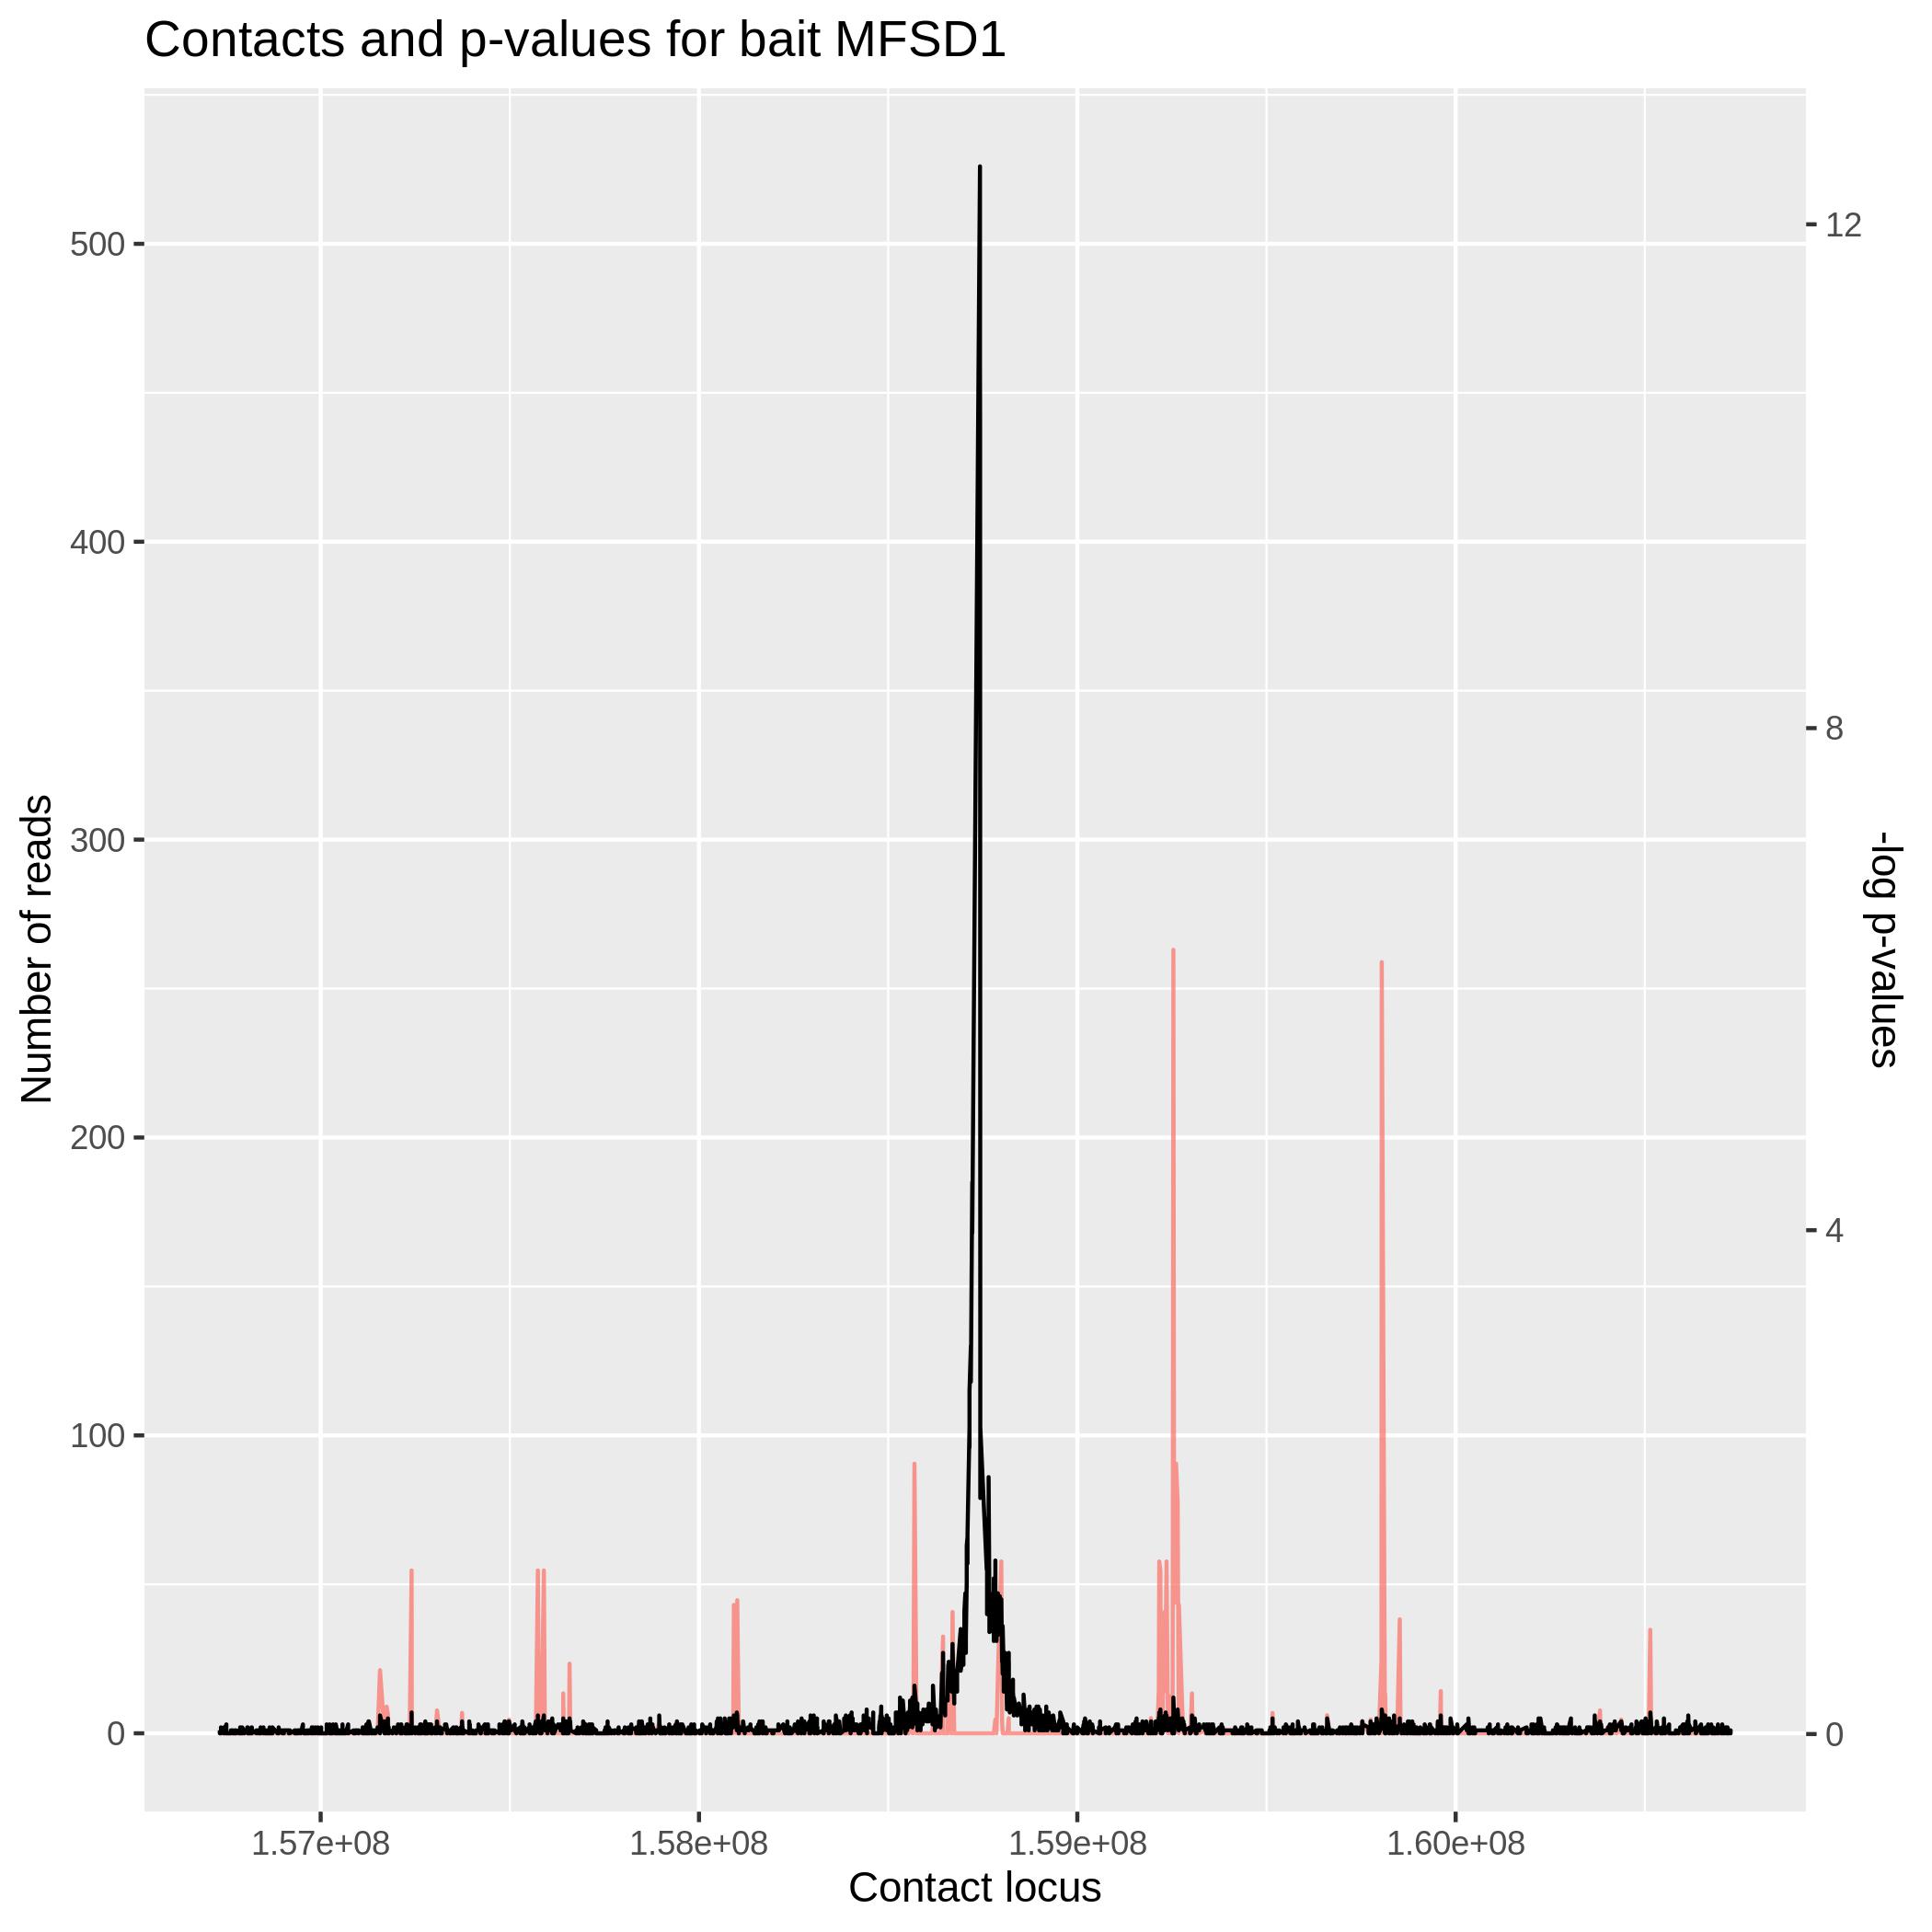 Contacts and p-values for bait MFSD1
Number of reads
500
400
300
200
100
0
12
8
4
0
-log p-values
1.57e+08
1.58e+08
1.59e+08
1.60e+08
Contact locus